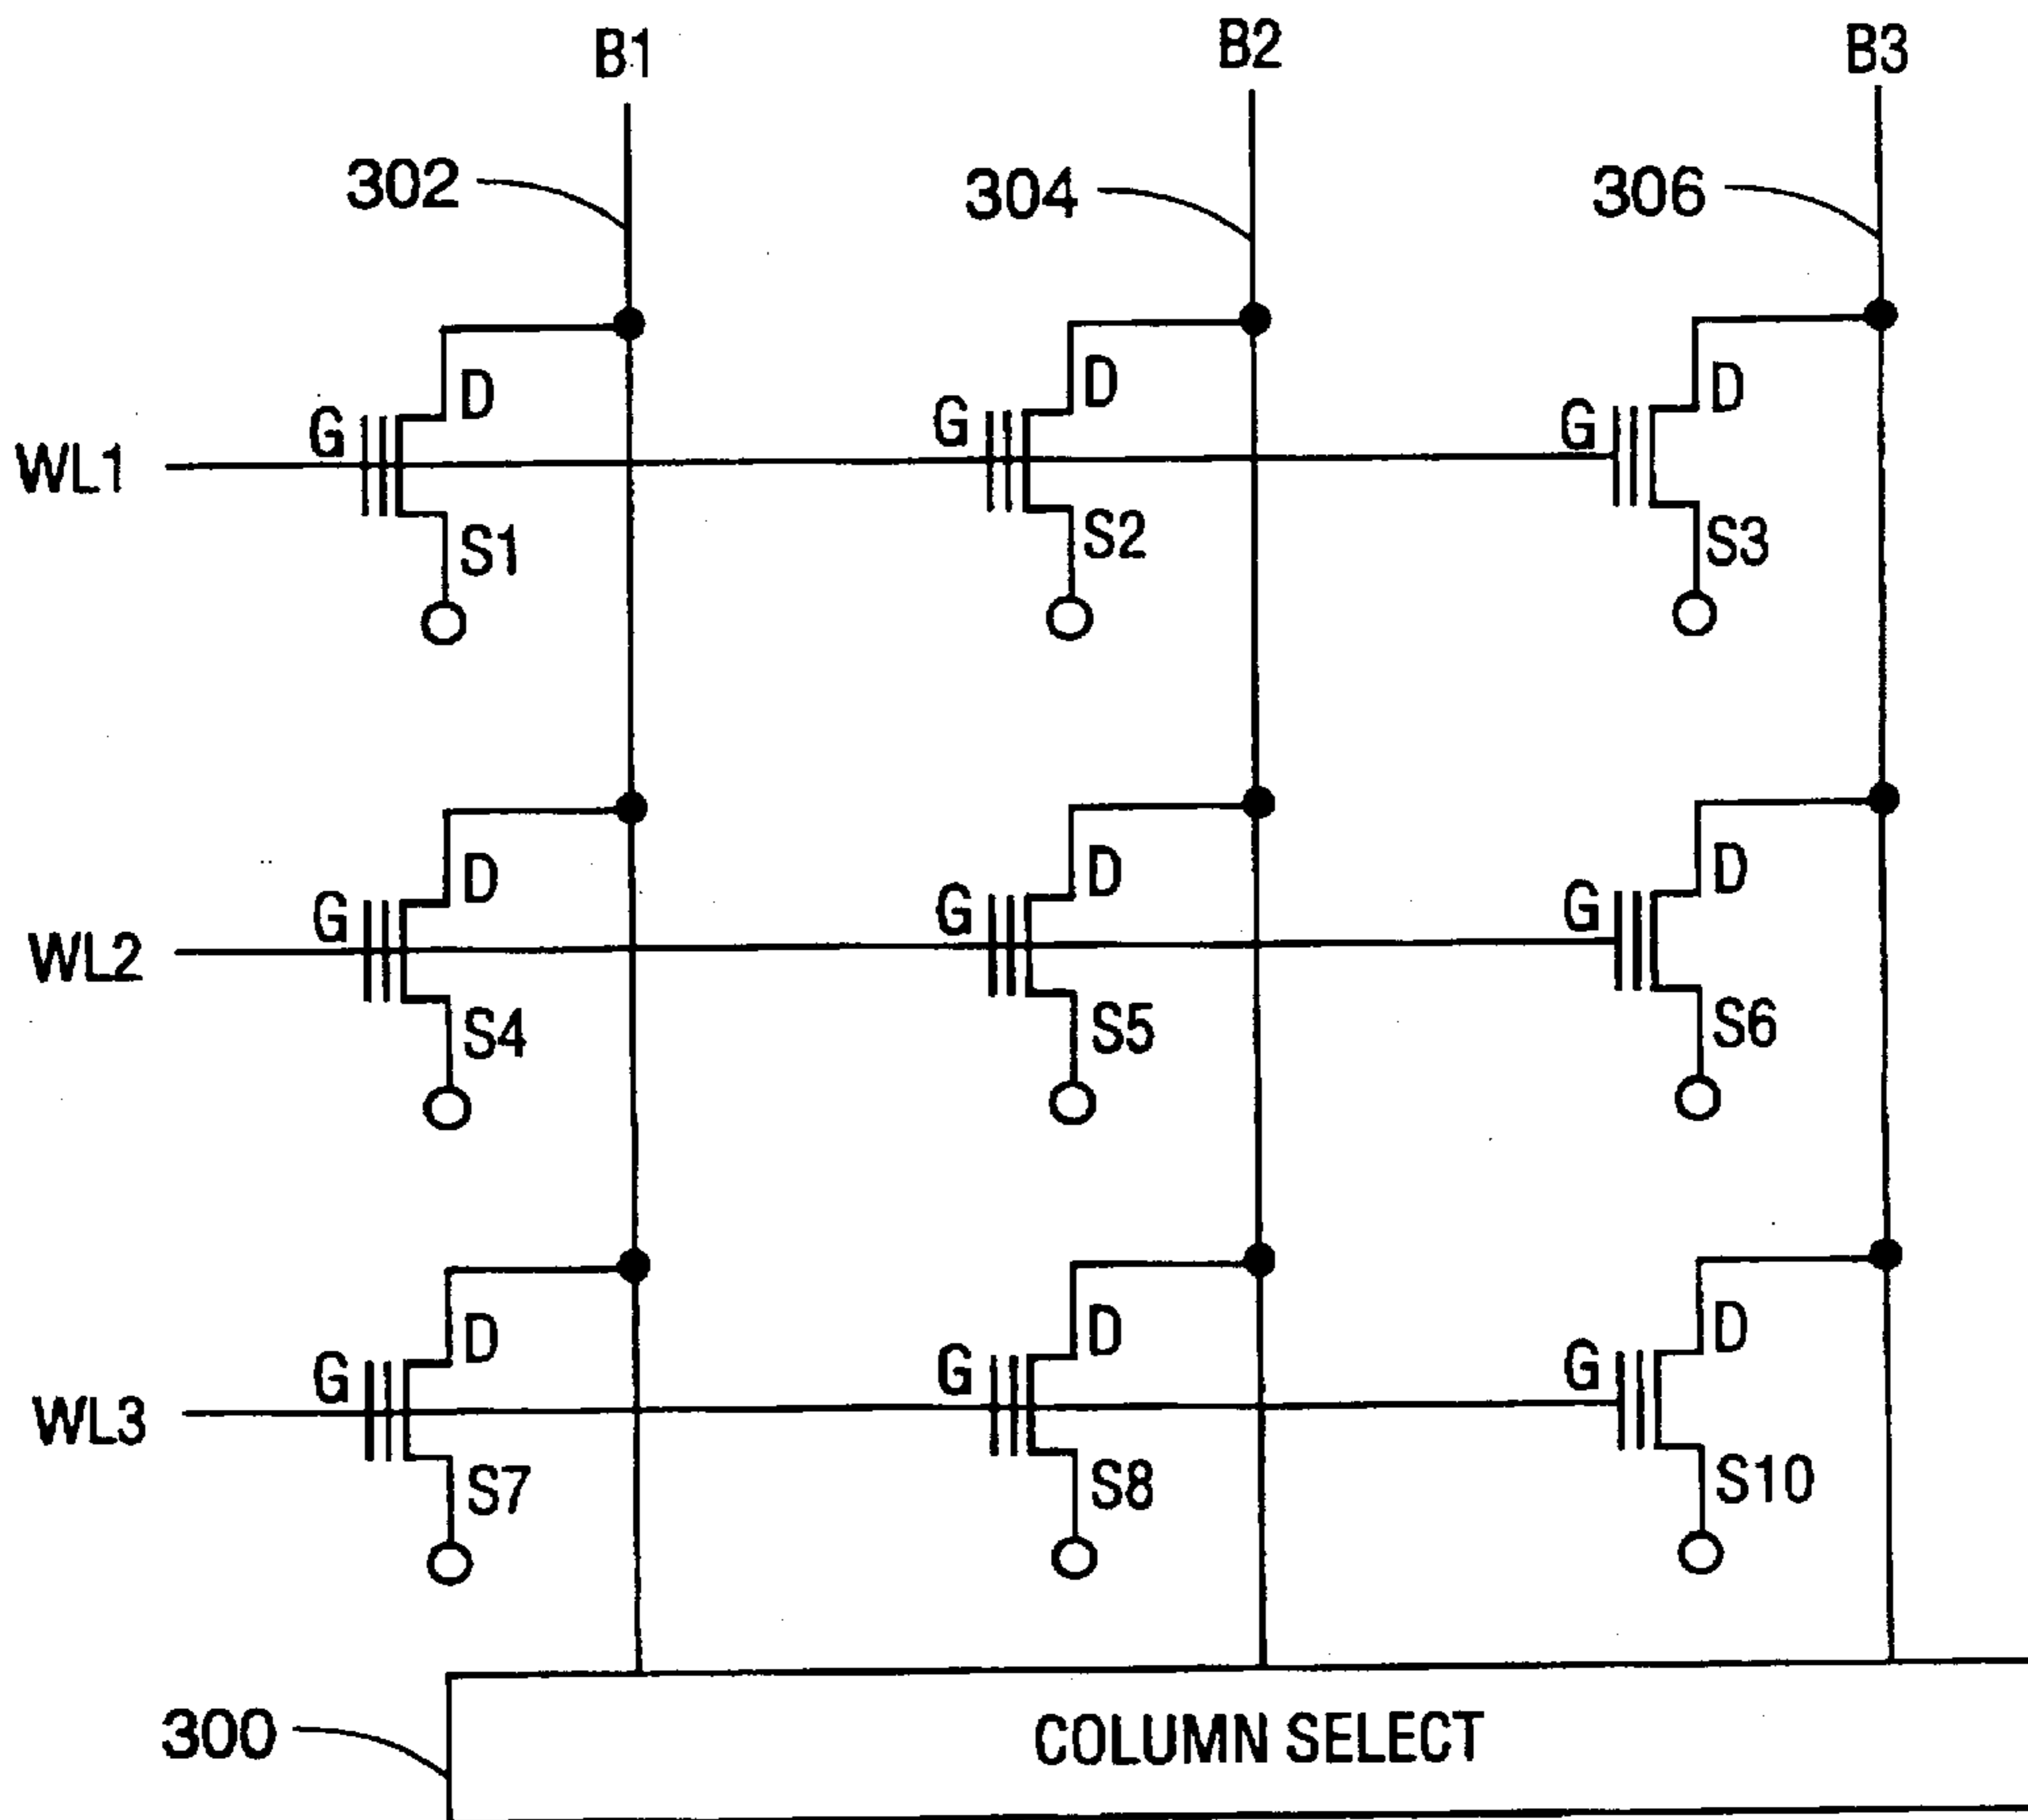 B1 B2 B3
302 304 306
D D D
G G G
WL1
S1 S2 S3
D D D
G G G
WL2
S4 S5 S6
D D D
G G G
WL3
S7 S8 S10
300 COLUMN SELECT